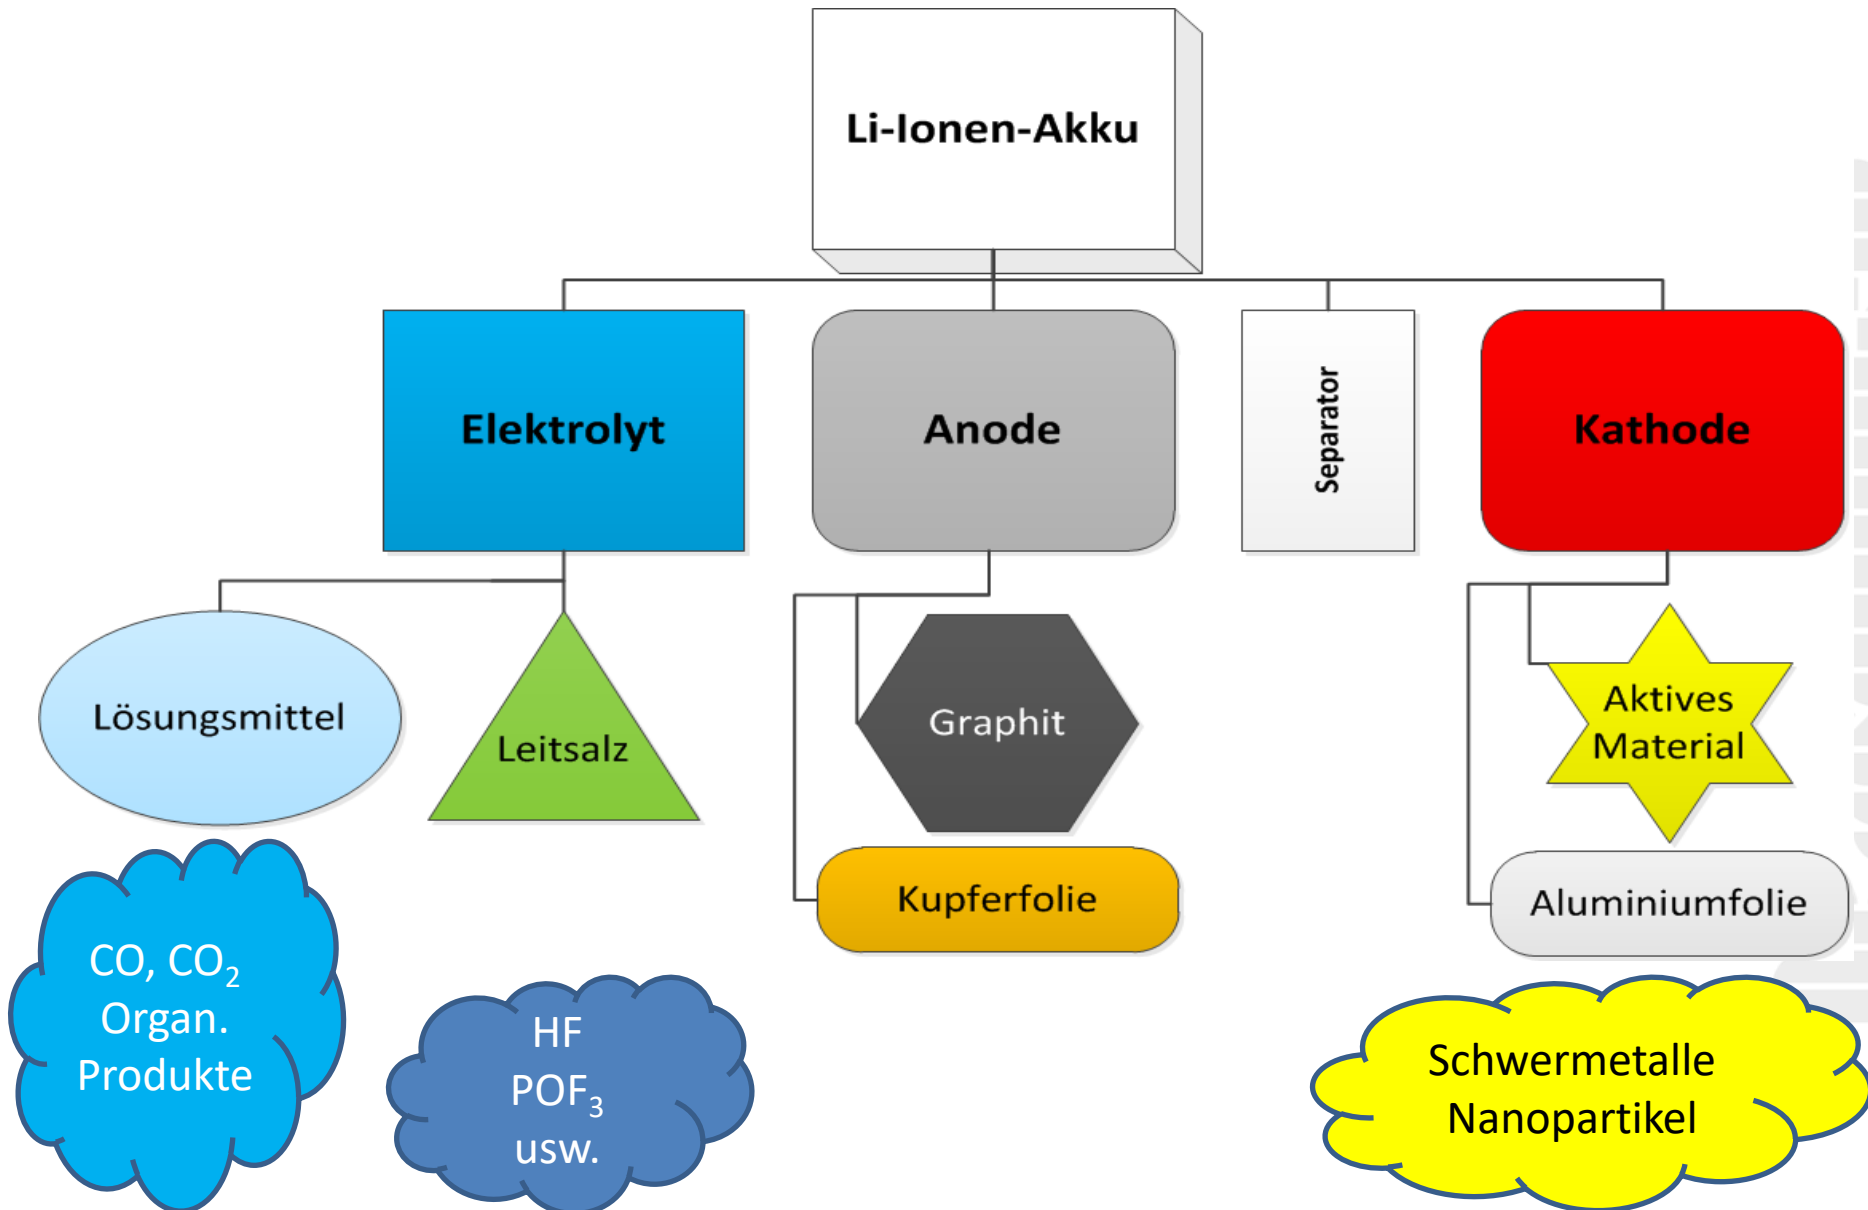 Li-Ionen-Akku
Elektrolyt
Anode
Separator
Kathode
Lösungsmittel
Leitsalz
Graphit
Aktives
Material
Kupferfolie
Aluminiumfolie
CO, CO₂
Organ.
Produkte
HF
POF₃
usw.
Schwermetalle
Nanopartikel